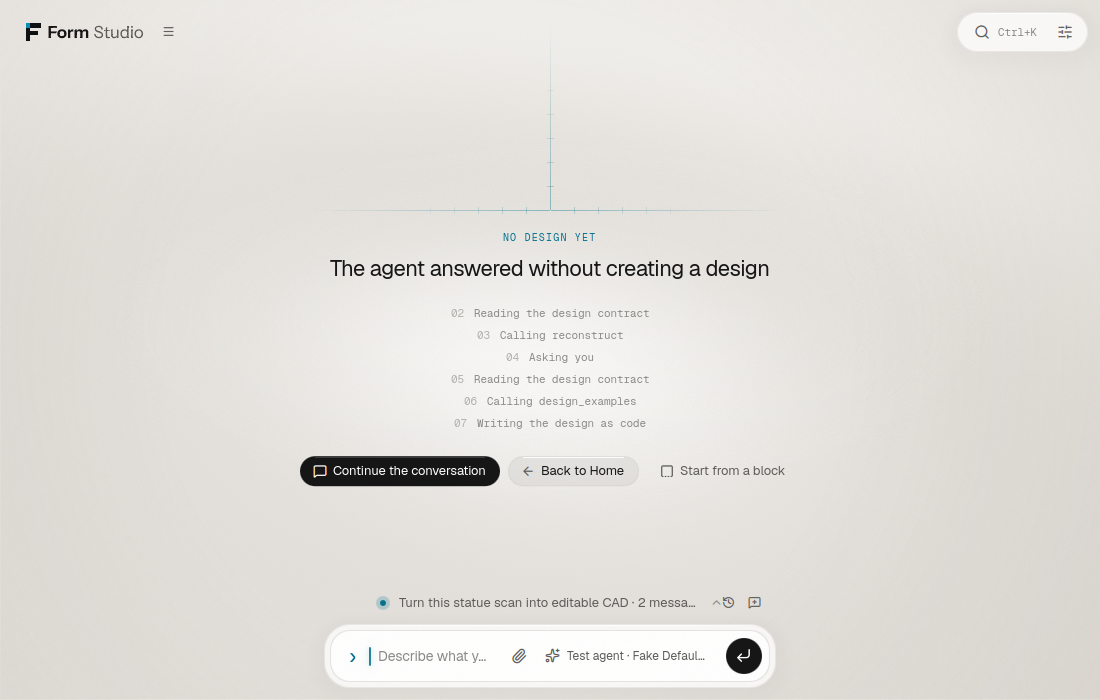 Form Studio
Ctrl+K
NO DESIGN YET
The agent answered without creating a design
02 Reading the design contract
03 Calling reconstruct
04 Asking you
05 Reading the design contract
06 Calling design_examples
07 Writing the design as code
Continue the conversation
Back to Home
Start from a block
Turn this statue scan into editable CAD · 2 messa…
Describe what y…
Test agent · Fake Defaul…